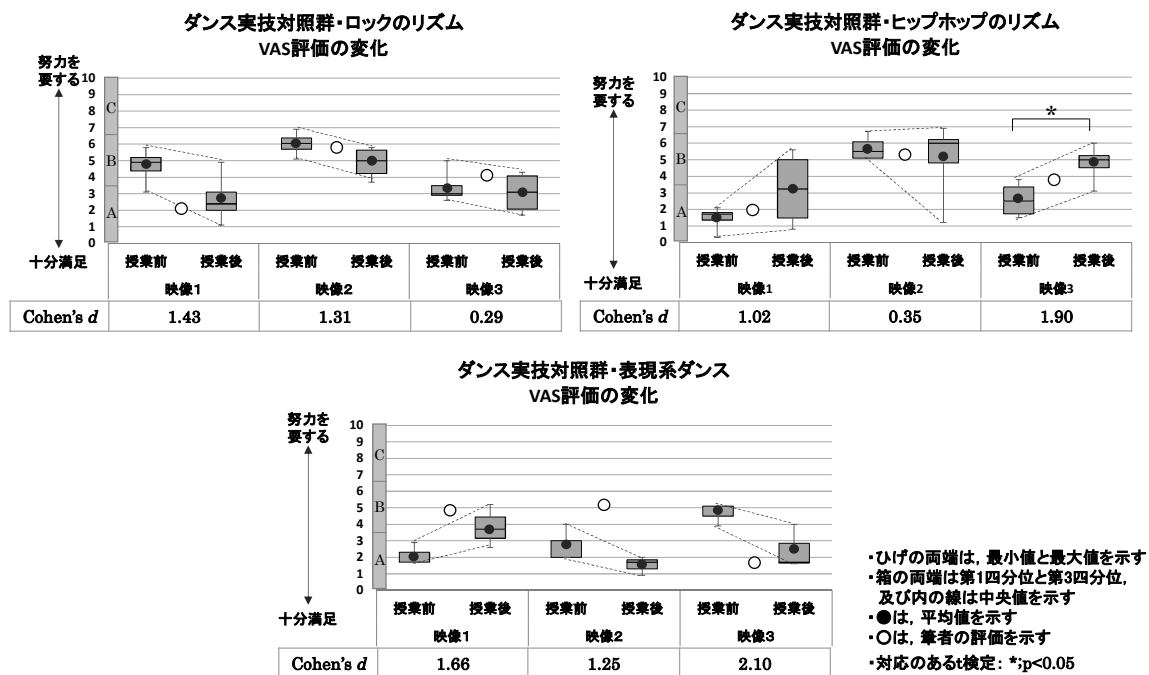 ダンス実技対照群・ロックのリズム
VAS評価の変化
努力を
要する
10
9
8
7
6
5
4
3
2
1
0
C
B
A
十分満足
授業前 授業後 授業前 授業後 授業前 授業後
映像1 映像2 映像3
Cohen's d 1.43 1.31 0.29
ダンス実技対照群・ヒップホップのリズム
VAS評価の変化
努力を
要する
10
9
8
7
6
5
4
3
2
1
0
C
B
A
*
十分満足
授業前 授業後 授業前 授業後 授業前 授業後
映像1 映像2 映像3
Cohen's d 1.02 0.35 1.90
ダンス実技対照群・表現系ダンス
VAS評価の変化
努力を
要する
10
9
8
7
6
5
4
3
2
1
0
C
B
A
十分満足
授業前 授業後 授業前 授業後 授業前 授業後
映像1 映像2 映像3
Cohen's d 1.66 1.25 2.10
・ひげの両端は，最小値と最大値を示す
・箱の両端は第1四分位と第3四分位，
及び内の線は中央値を示す
・●は，平均値を示す
・○は，筆者の評価を示す
・対応のあるt検定：*;p<0.05